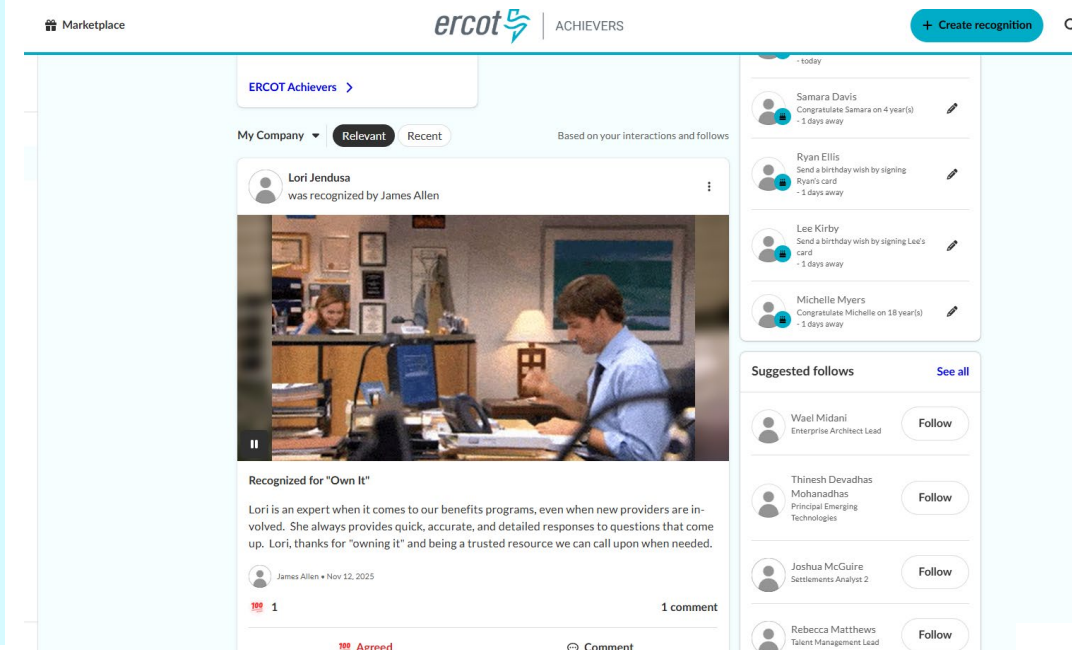 Marketplace
ercot
ACHIEVERS
+ Create recognition
ERCOT Achievers
My Company
Relevant
Recent
Based on your interactions and follows
Lori Jendusa
was recognized by James Allen
Recognized for "Own It"
Lori is an expert when it comes to our benefits programs, even when new providers are in-
volved. She always provides quick, accurate, and detailed responses to questions that come
up. Lori, thanks for "owning it" and being a trusted resource we can call upon when needed.
James Allen • Nov 12, 2025
100 1
1 comment
100 Agreed
Comment
- today
Samara Davis
Congratulate Samara on 4 year(s)
- 1 days away
Ryan Ellis
Send a birthday wish by signing
Ryan's card
- 1 days away
Lee Kirby
Send a birthday wish by signing Lee's
card
- 1 days away
Michelle Myers
Congratulate Michelle on 18 year(s)
- 1 days away
Suggested follows
See all
Wael Midani
Enterprise Architect Lead
Follow
Thinesh Devadhas
Mohanadhas
Principal Emerging
Technologies
Follow
Joshua McGuire
Settlements Analyst 2
Follow
Rebecca Matthews
Talent Management Lead
Follow